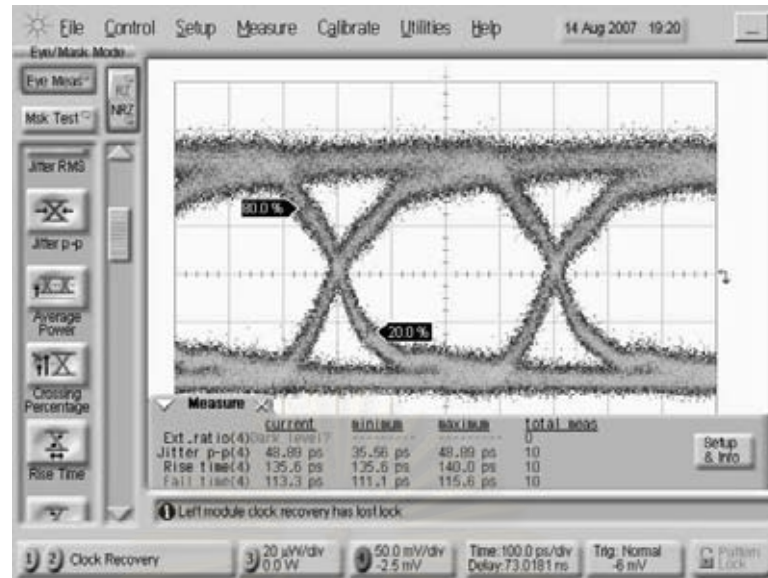 File Control Setup Measure Calibrate Utilities Help 14 Aug 2007 19:20
Eye/Mask Mode
Eye Meas
RZ
NRZ
Msk Test
Jitter RMS
80.0 %
Jitter p-p
20.0 %
Average
Power
Crossing
Percentage
Rise Time
Measure
current minimum maximum total meas
Ext.ratio(4) Dark level? --------- --------- 0
Jitter p-p(4) 48.89 ps 35.56 ps 48.89 ps 10
Rise time(4) 135.6 ps 135.6 ps 140.0 ps 10
Fall time(4) 113.3 ps 111.1 ps 115.6 ps 10
Setup
& Info
Left module clock recovery has lost lock
1) 2) Clock Recovery
3) 20 µW/div
0.0 W
50.0 mV/div
-2.5 mV
Time:100.0 ps/div
Delay:73.0181 ns
Trig: Normal
-6 mV
Pattern
Lock